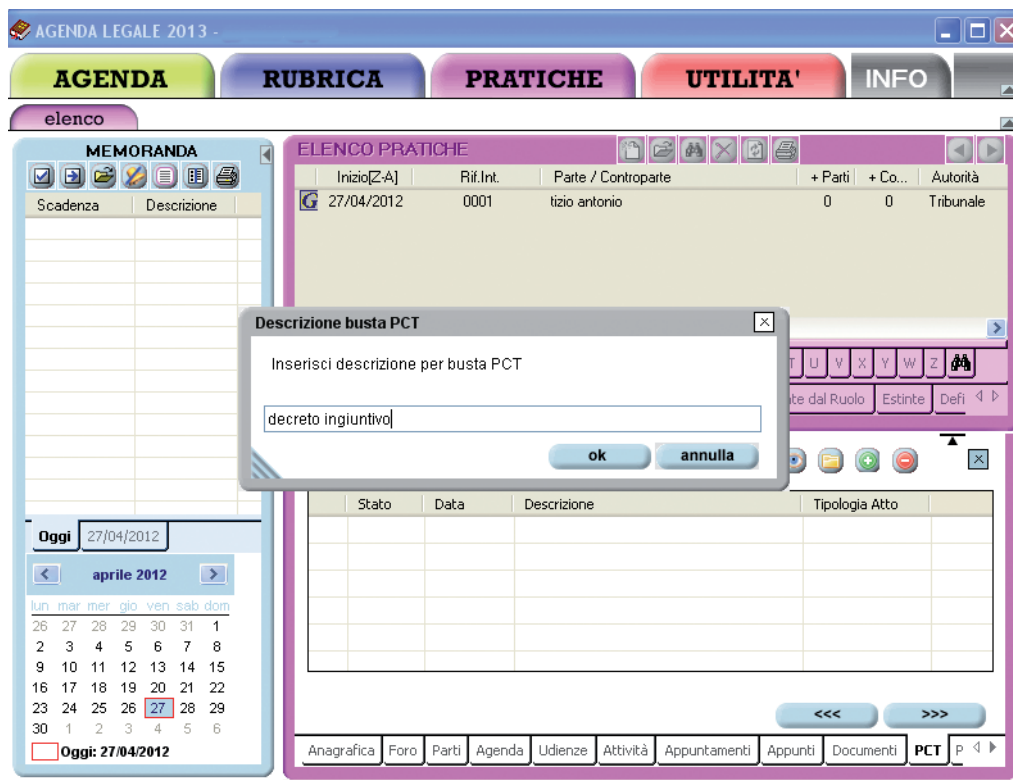 AGENDA LEGALE 2013 -
AGENDA RUBRICA PRATICHE UTILITA' INFO
elenco
MEMORANDA
Scadenza Descrizione
ELENCO PRATICHE
Inizio[Z-A] Rif.Int. Parte / Controparte + Parti + Co... Autorità
G 27/04/2012 0001 tizio antonio 0 0 Tribunale
Descrizione busta PCT
Inserisci descrizione per busta PCT
decreto ingiuntivo
ok annulla
T U V X Y W Z
dal Ruolo Estinte Defi
Stato Data Descrizione Tipologia Atto
Oggi 27/04/2012
aprile 2012
lun mar mer gio ven sab dom
26 27 28 29 30 31 1
2 3 4 5 6 7 8
9 10 11 12 13 14 15
16 17 18 19 20 21 22
23 24 25 26 27 28 29
30 1 2 3 4 5 6
Oggi: 27/04/2012
<<< >>>
Anagrafica Foro Parti Agenda Udienze Attività Appuntamenti Appunti Documenti PCT P